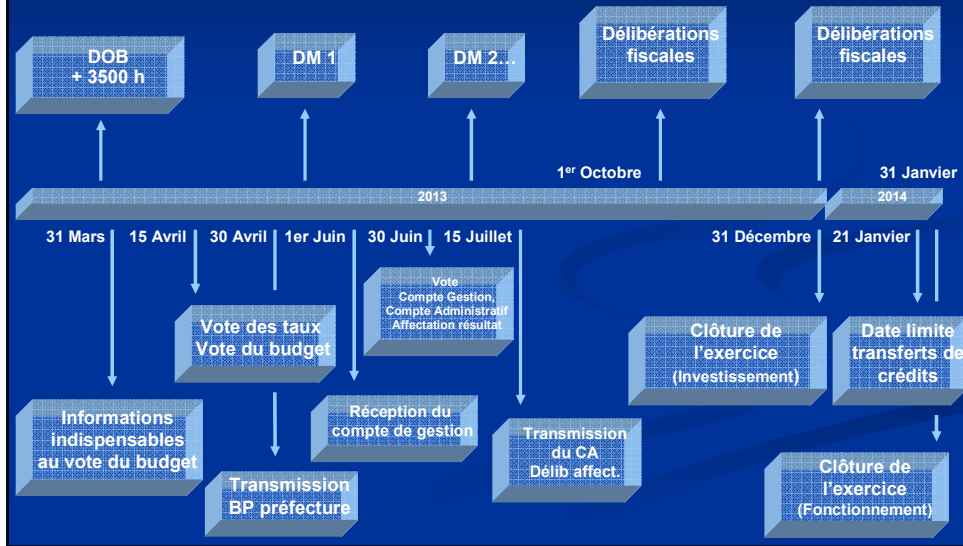 DOB
+ 3500 h
DM 1
DM 2…
Délibérations
fiscales
Délibérations
fiscales
1er Octobre
31 Janvier
2013
2014
31 Mars
15 Avril
30 Avril
1er Juin
30 Juin
15 Juillet
31 Décembre
21 Janvier
Vote
Compte Gestion,
Compte Administratif
Affectation résultat
Vote des taux
Vote du budget
Clôture de
l'exercice
(Investissement)
Date limite
transferts de
crédits
Informations
indispensables
au vote du budget
Réception du
compte de gestion
Transmission
du CA
Délib affect.
Transmission
BP préfecture
Clôture de
l'exercice
(Fonctionnement)